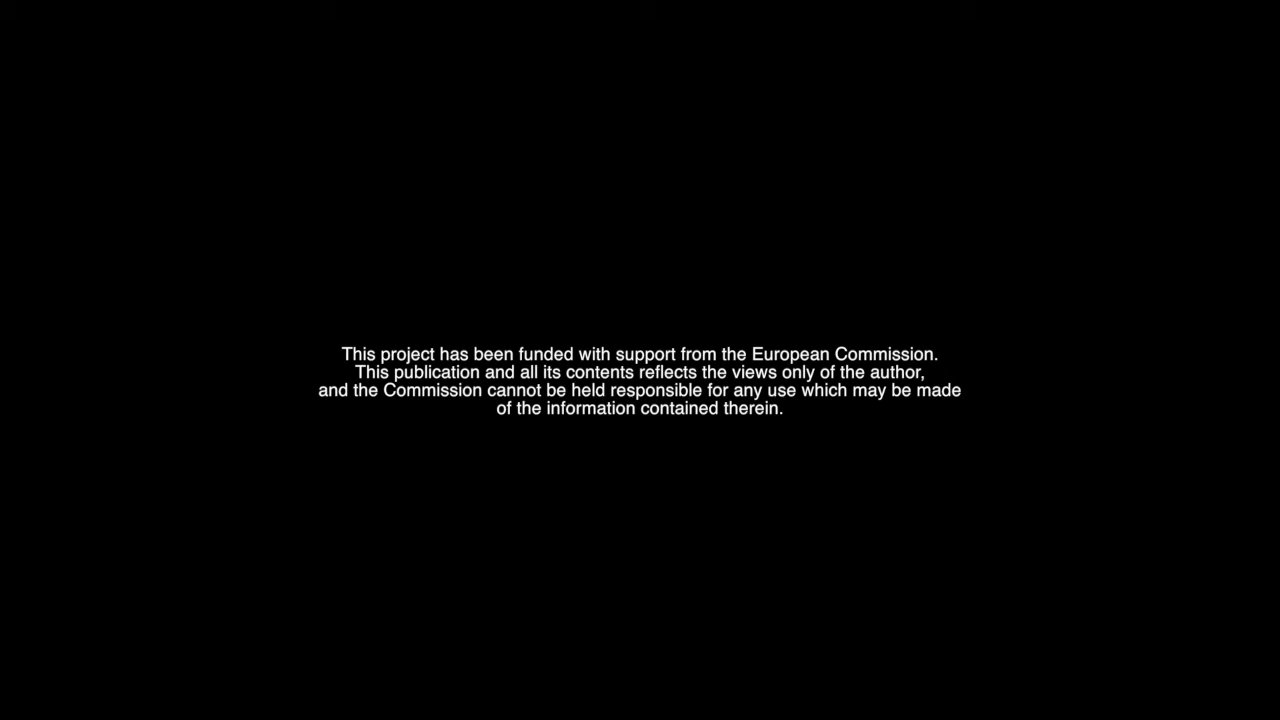 This project has been funded with support from the European Commission.
This publication and all its contents reflects the views only of the author,
and the Commission cannot be held responsible for any use which may be made
of the information contained therein.